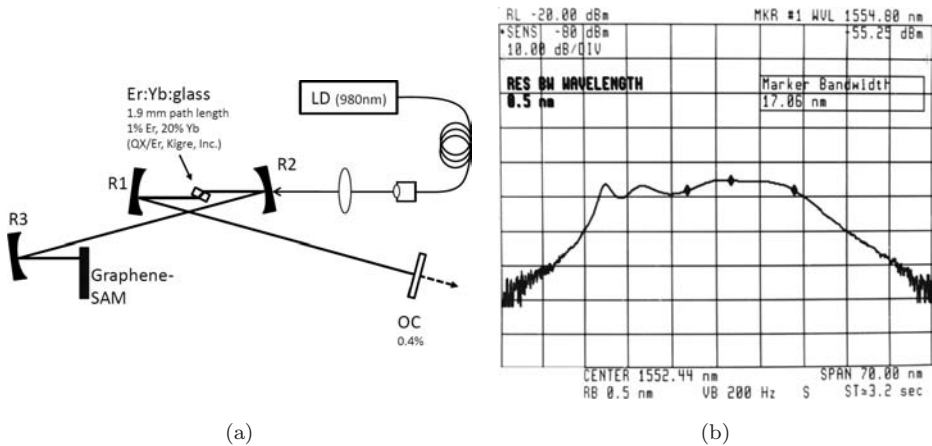 Er:Yb:glass
1.9 mm path length
1% Er, 20% Yb
(QX/Er, Kigre, Inc.)
LD (980nm)
R1
R2
R3
Graphene-
SAM
OC
0.4%
(a)
RL -20.00 dBm
MKR #1 WVL 1554.80 nm
*SENS -80 dBm
-55.25 dBm
10.00 dB/DIV
RES BW WAVELENGTH
0.5 nm
Marker Bandwidth
17.06 nm
CENTER 1552.44 nm
SPAN 70.00 nm
RB 0.5 nm
VB 200 Hz
S
ST=3.2 sec
(b)